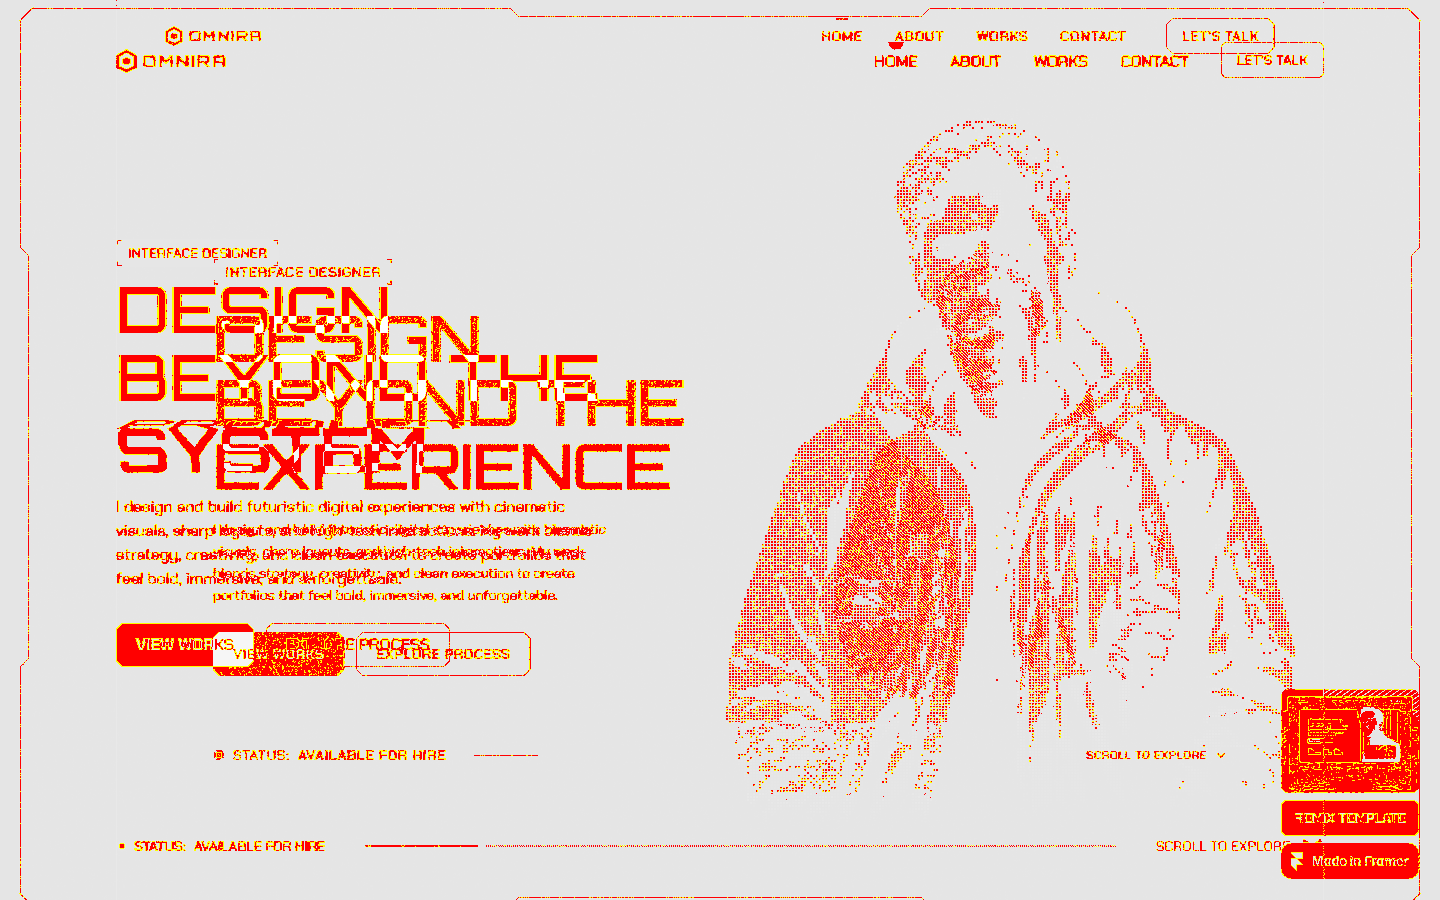 OMNIRA HOME ABOUT WORKS CONTACT LET'S TALK
OMNIRA HOME ABOUT WORKS CONTACT LET'S TALK
INTERFACE DESIGNER
INTERFACE DESIGNER
DESIGN
DESIGN
BEYOND THE
BEYOND THE
SYSTEM
EXPERIENCE
I design and build futuristic digital experiences with cinematic
visuals, sharp
strategy,
feel bold, immersive, and unforgettable.
strategy, creativity, and clean execution to create
portfolios that feel bold, immersive, and unforgettable.
VIEW WORKS EXPLORE PROCESS
VIEW WORKS EXPLORE PROCESS
STATUS: AVAILABLE FOR HIRE SCROLL TO EXPLORE
REMIX TEMPLATE
STATUS: AVAILABLE FOR HIRE SCROLL TO EXPLORE
Made in Framer